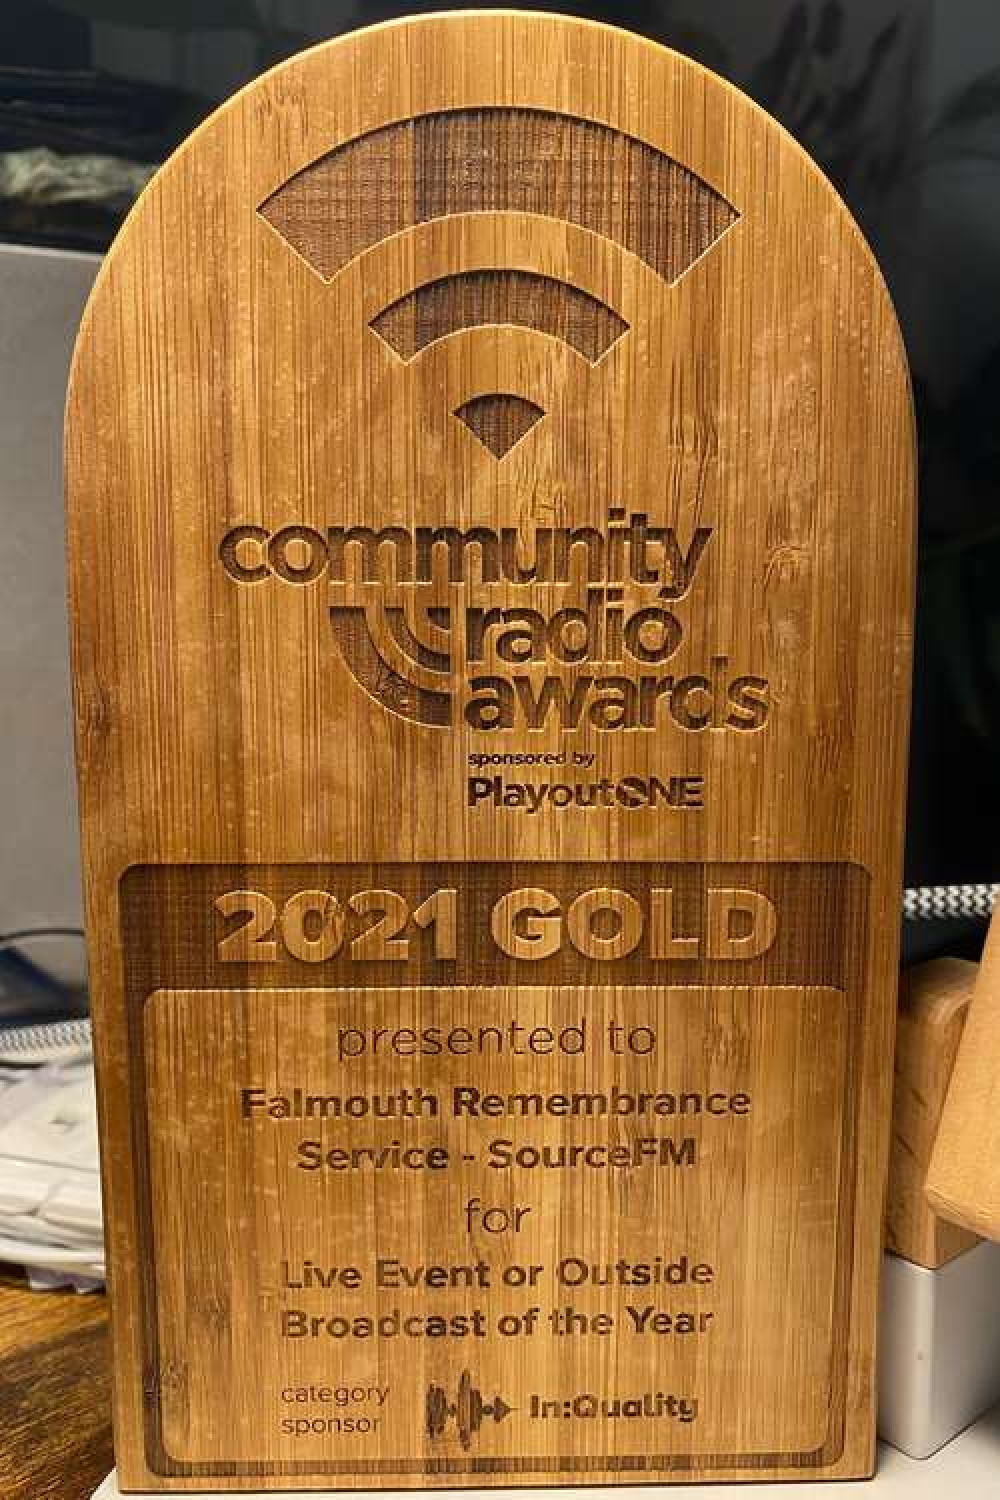 community
radio
awards
sponsored by
PlayoutONE
2021 GOLD
presented to
Falmouth Remembrance
Service - SourceFM
for
Live Event or Outside
Broadcast of the Year
category
sponsor
In:Quality